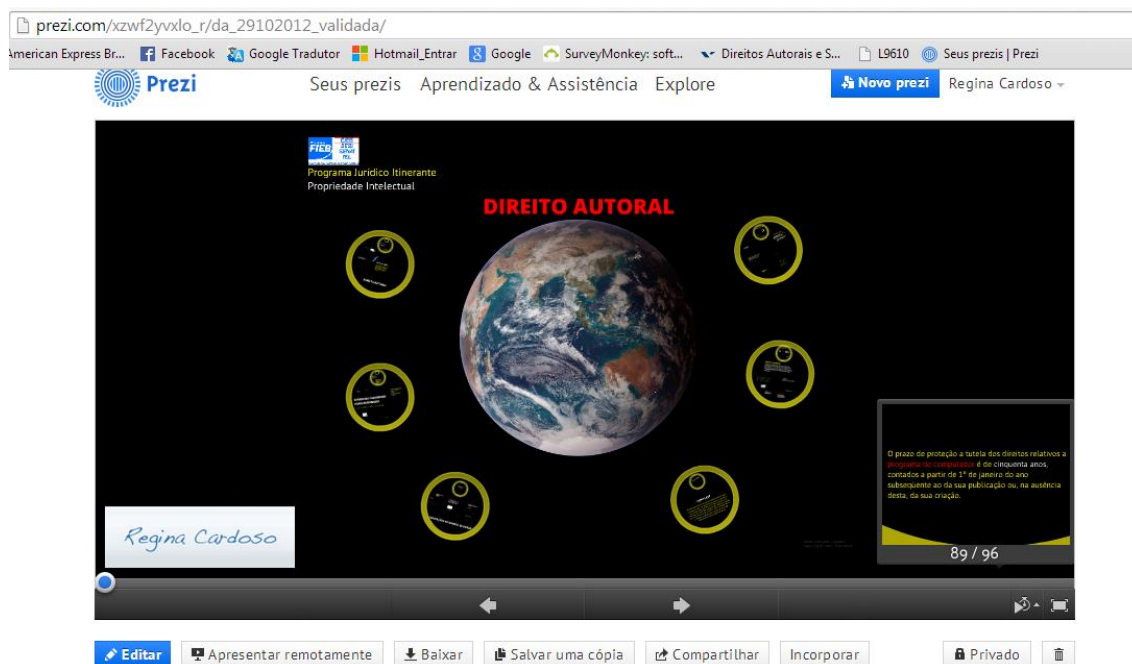 prezi.com/xzwf2yvxlo_r/da_29102012_validada/
American Express Br... Facebook Google Tradutor Hotmail_Entrar Google SurveyMonkey: soft... Direitos Autorais e S... L9610 Seus prezis | Prezi
Prezi Seus prezis Aprendizado & Assistência Explore Novo prezi Regina Cardoso
FIEB
Programa Jurídico Itinerante
Propriedade Intelectual
DIREITO AUTORAL
O prazo de proteção a tutela dos direitos relativos a
programa de computador é de cinquenta anos,
contados a partir de 1º de janeiro do ano
subseqüente ao da sua publicação ou, na ausência
desta, da sua criação.
89 / 96
Regina Cardoso
Editar Apresentar remotamente Baixar Salvar uma cópia Compartilhar Incorporar Privado